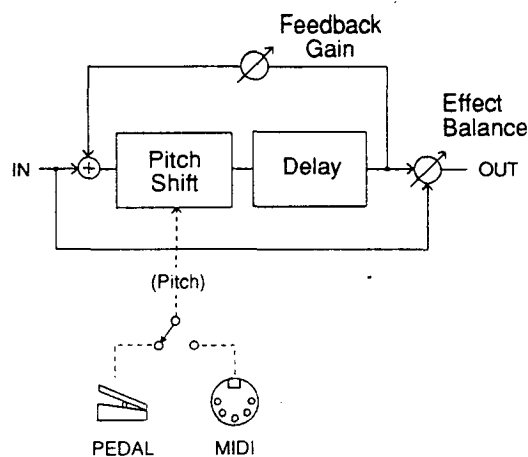 Feedback
Gain
Effect
Balance
IN
+
Pitch
Shift
Delay
OUT
(Pitch)
PEDAL
MIDI